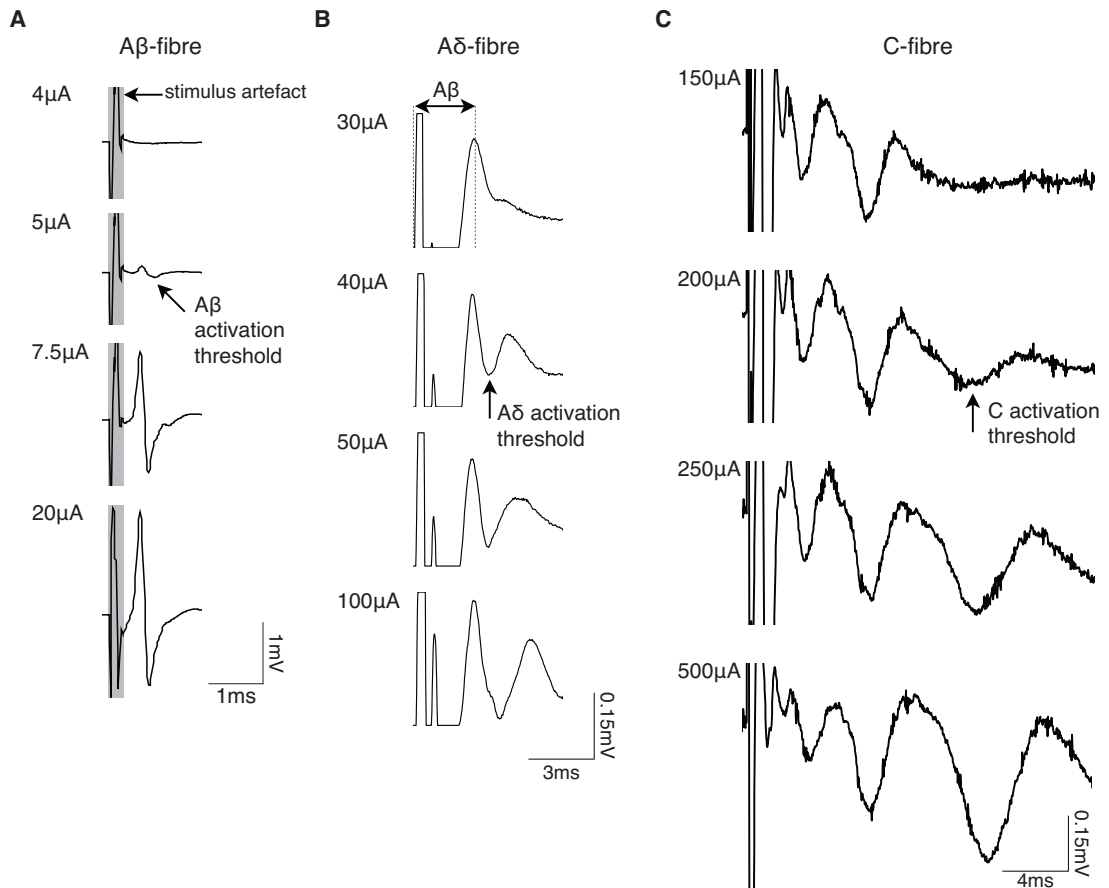 A
Aβ-fibre
4µA
stimulus artefact
5µA
Aβ
activation
threshold
7.5µA
20µA
1mV
1ms
B
Aδ-fibre
Aβ
30µA
40µA
Aδ activation
threshold
50µA
100µA
0.15mV
3ms
C
C-fibre
150µA
200µA
C activation
threshold
250µA
500µA
0.15mV
4ms